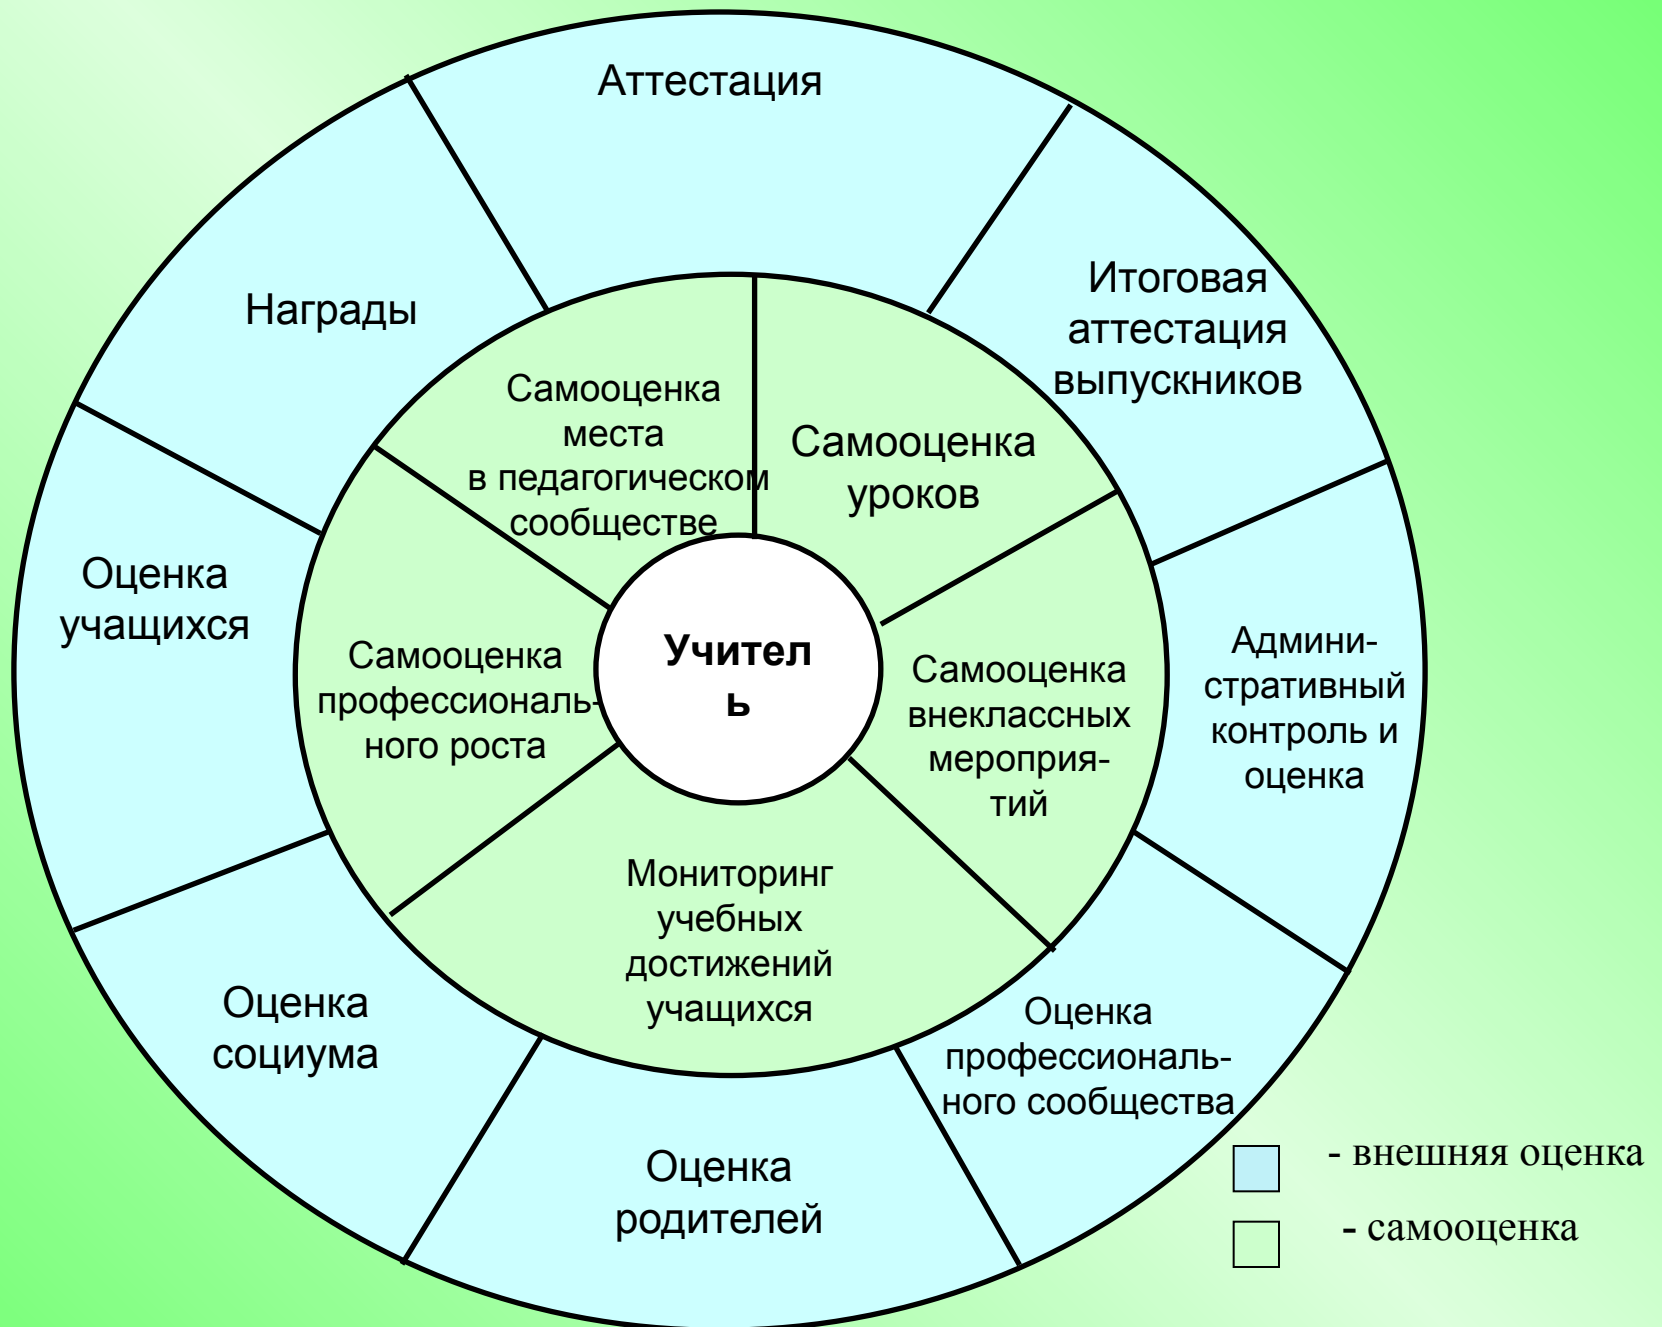 Аттестация
Итоговая
аттестация
выпускников
Награды
Самооценка
места
в педагогическом
сообществе
Самооценка
уроков
Оценка
учащихся
Самооценка
профессиональ-
ного роста
Учител
ь
Самооценка
внеклассных
мероприя-
тий
Админи-
стративный
контроль и
оценка
Мониторинг
учебных
достижений
учащихся
Оценка
социума
Оценка
профессиональ-
ного сообщества
Оценка
родителей
- внешняя оценка
- самооценка